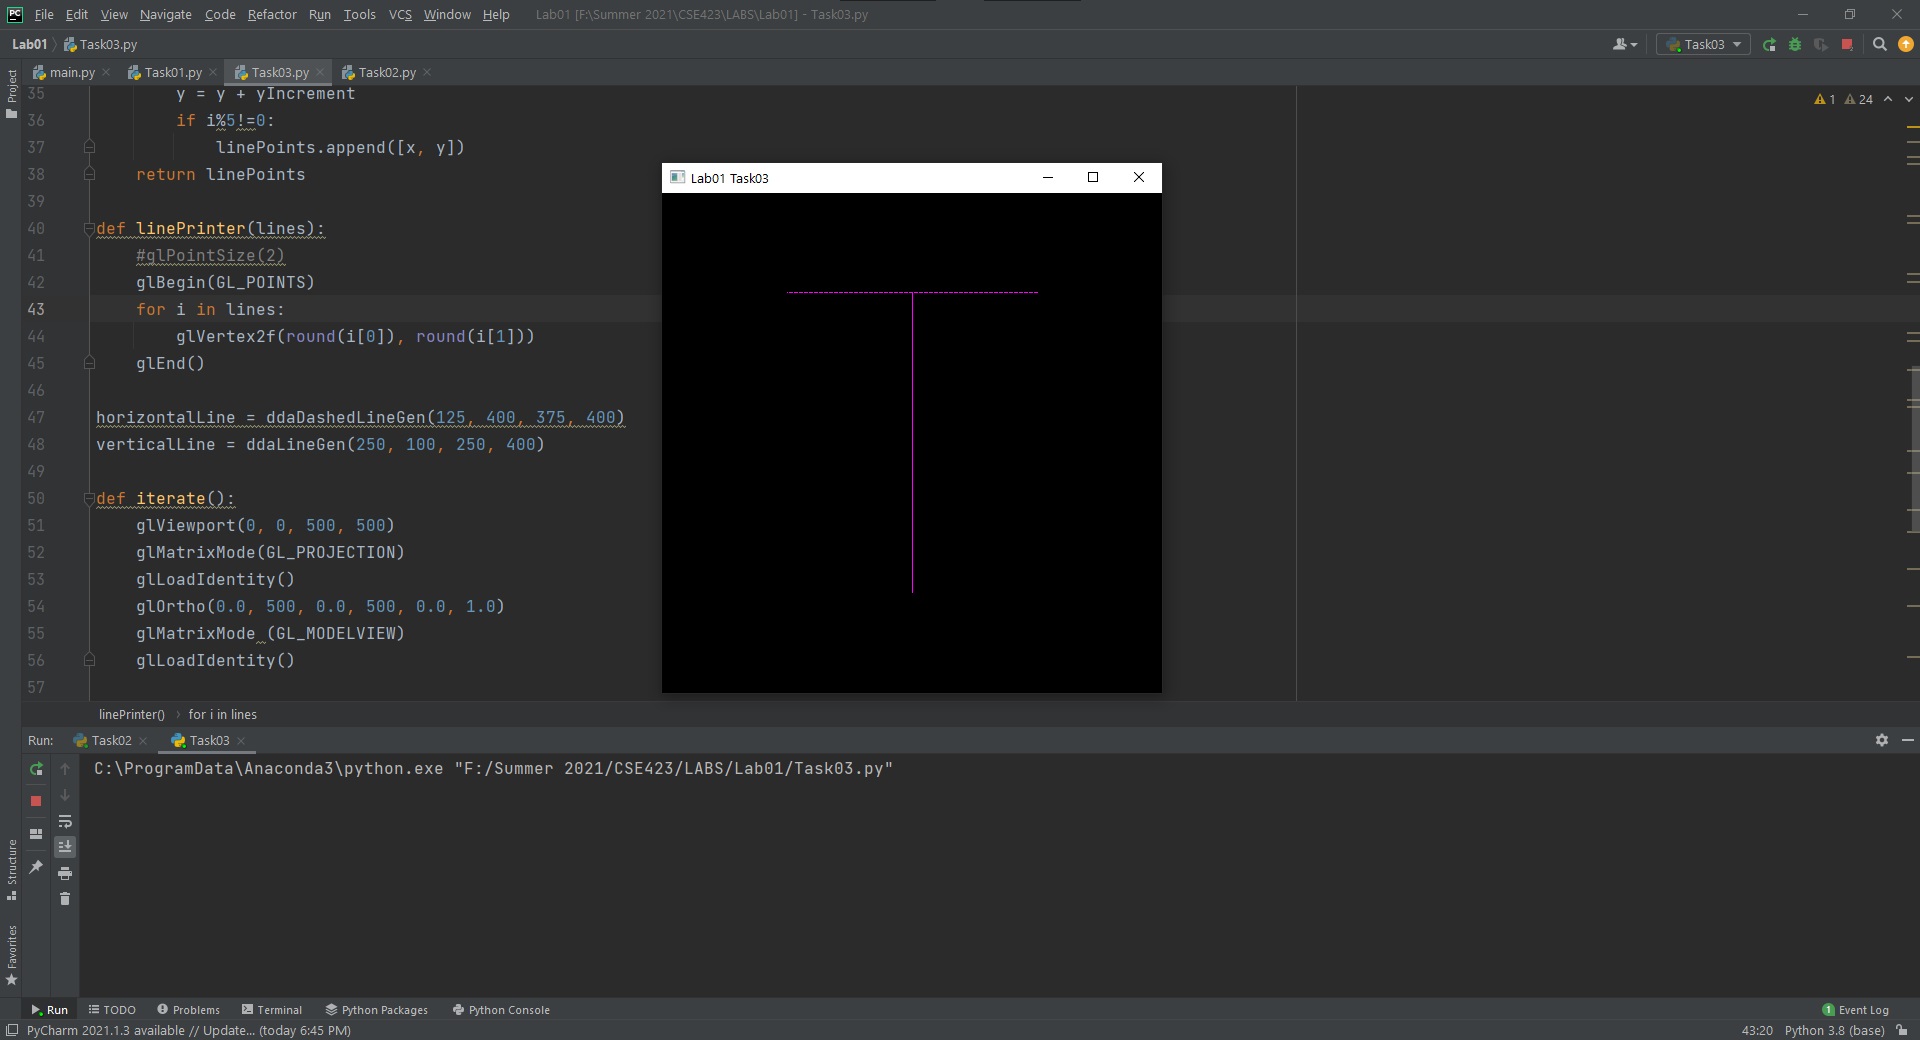 PC File Edit View Navigate Code Refactor Run Tools VCS Window Help Lab01 [F:\Summer 2021\CSE423\LABS\Lab01] - Task03.py
Lab01 Task03.py Task03
main.py Task01.py Task03.py Task02.py
Project
1 24
35 y = y + yIncrement
36 if i%5!=0:
37 linePoints.append([x, y])
38 return linePoints
39
40 def linePrinter(lines):
41 #glPointSize(2)
42 glBegin(GL_POINTS)
43 for i in lines:
44 glVertex2f(round(i[0]), round(i[1]))
45 glEnd()
46
47 horizontalLine = ddaDashedLineGen(125, 400, 375, 400)
48 verticalLine = ddaLineGen(250, 100, 250, 400)
49
50 def iterate():
51 glViewport(0, 0, 500, 500)
52 glMatrixMode(GL_PROJECTION)
53 glLoadIdentity()
54 glOrtho(0.0, 500, 0.0, 500, 0.0, 1.0)
55 glMatrixMode (GL_MODELVIEW)
56 glLoadIdentity()
57
Lab01 Task03
linePrinter() for i in lines
Run: Task02 Task03
C:\ProgramData\Anaconda3\python.exe "F:/Summer 2021/CSE423/LABS/Lab01/Task03.py"
Structure
Favorites
Run TODO Problems Terminal Python Packages Python Console 1 Event Log
PyCharm 2021.1.3 available // Update... (today 6:45 PM) 43:20 Python 3.8 (base)